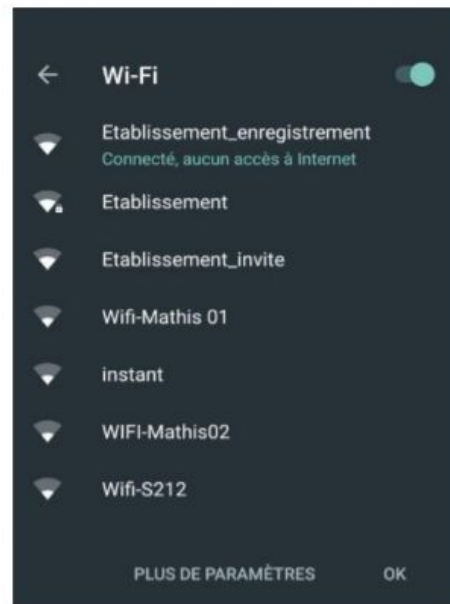 Wi-Fi
Etablissement_enregistrement
Connecté, aucun accès à Internet
Etablissement
Etablissement_invite
Wifi-Mathis 01
instant
WIFI-Mathis02
Wifi-S212
PLUS DE PARAMÈTRES OK